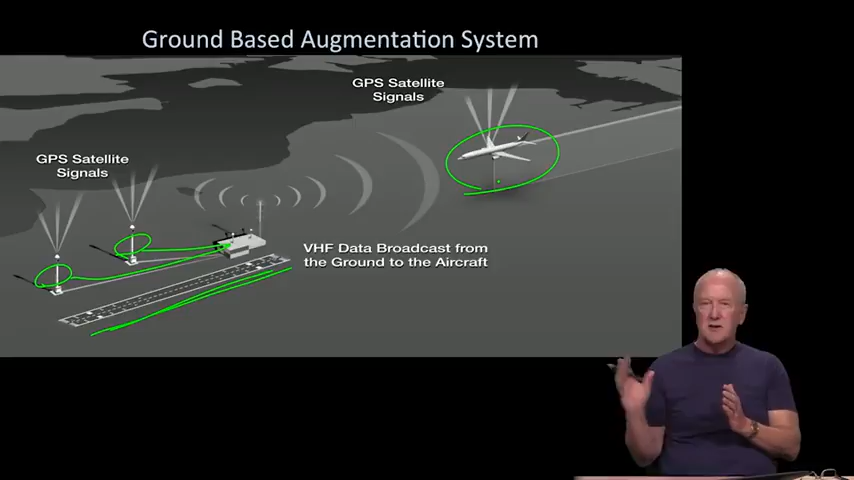 Ground Based Augmentation System
GPS Satellite
Signals
GPS Satellite
Signals
VHF Data Broadcast from
the Ground to the Aircraft